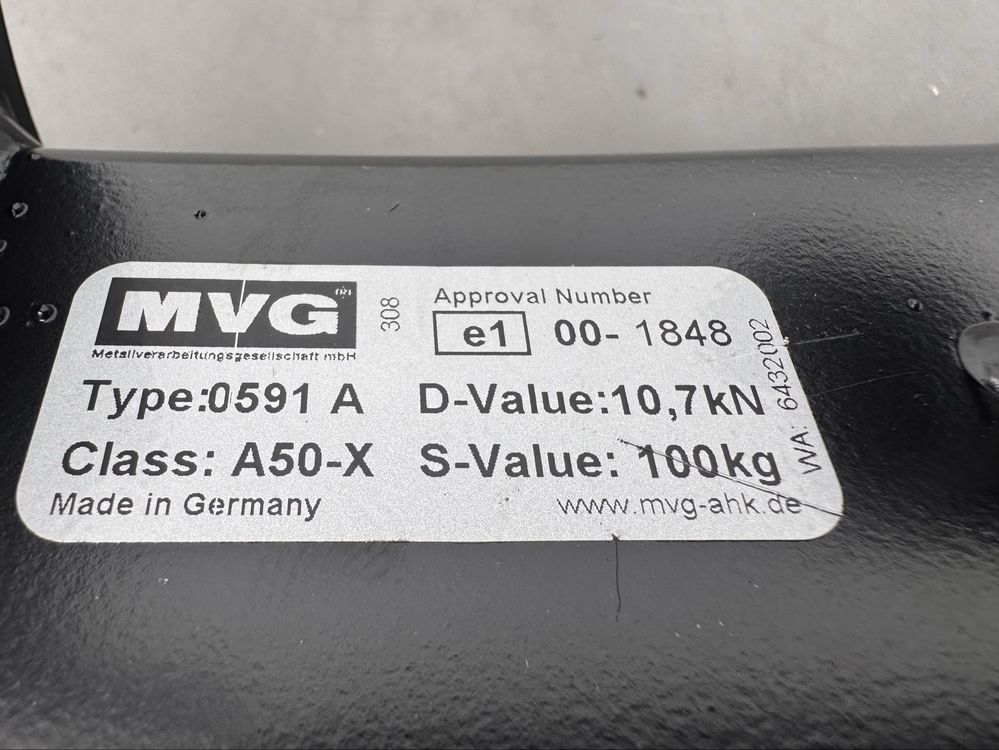 MVG (R)
Metallverarbeitungsgesellschaft mbH
308
Approval Number
e1 00- 1848
Type:0591 A
D-Value:10,7kN
Class: A50-X
S-Value: 100kg
Made in Germany
www.mvg-ahk.de
WA: 6432002